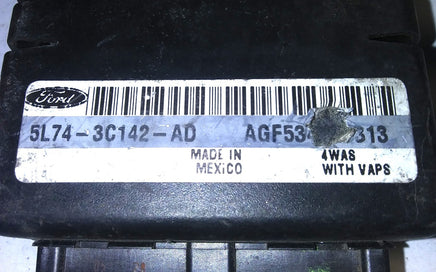 Ford
5L74-3C142-AD
MADE IN
MEXICO
4WAS
WITH VAPS